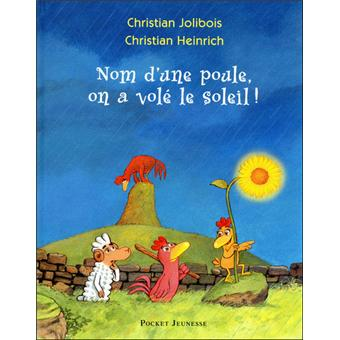 Christian Jolibois
Christian Heinrich
Nom d'une poule,
on a volé le soleil !
POCKET JEUNESSE